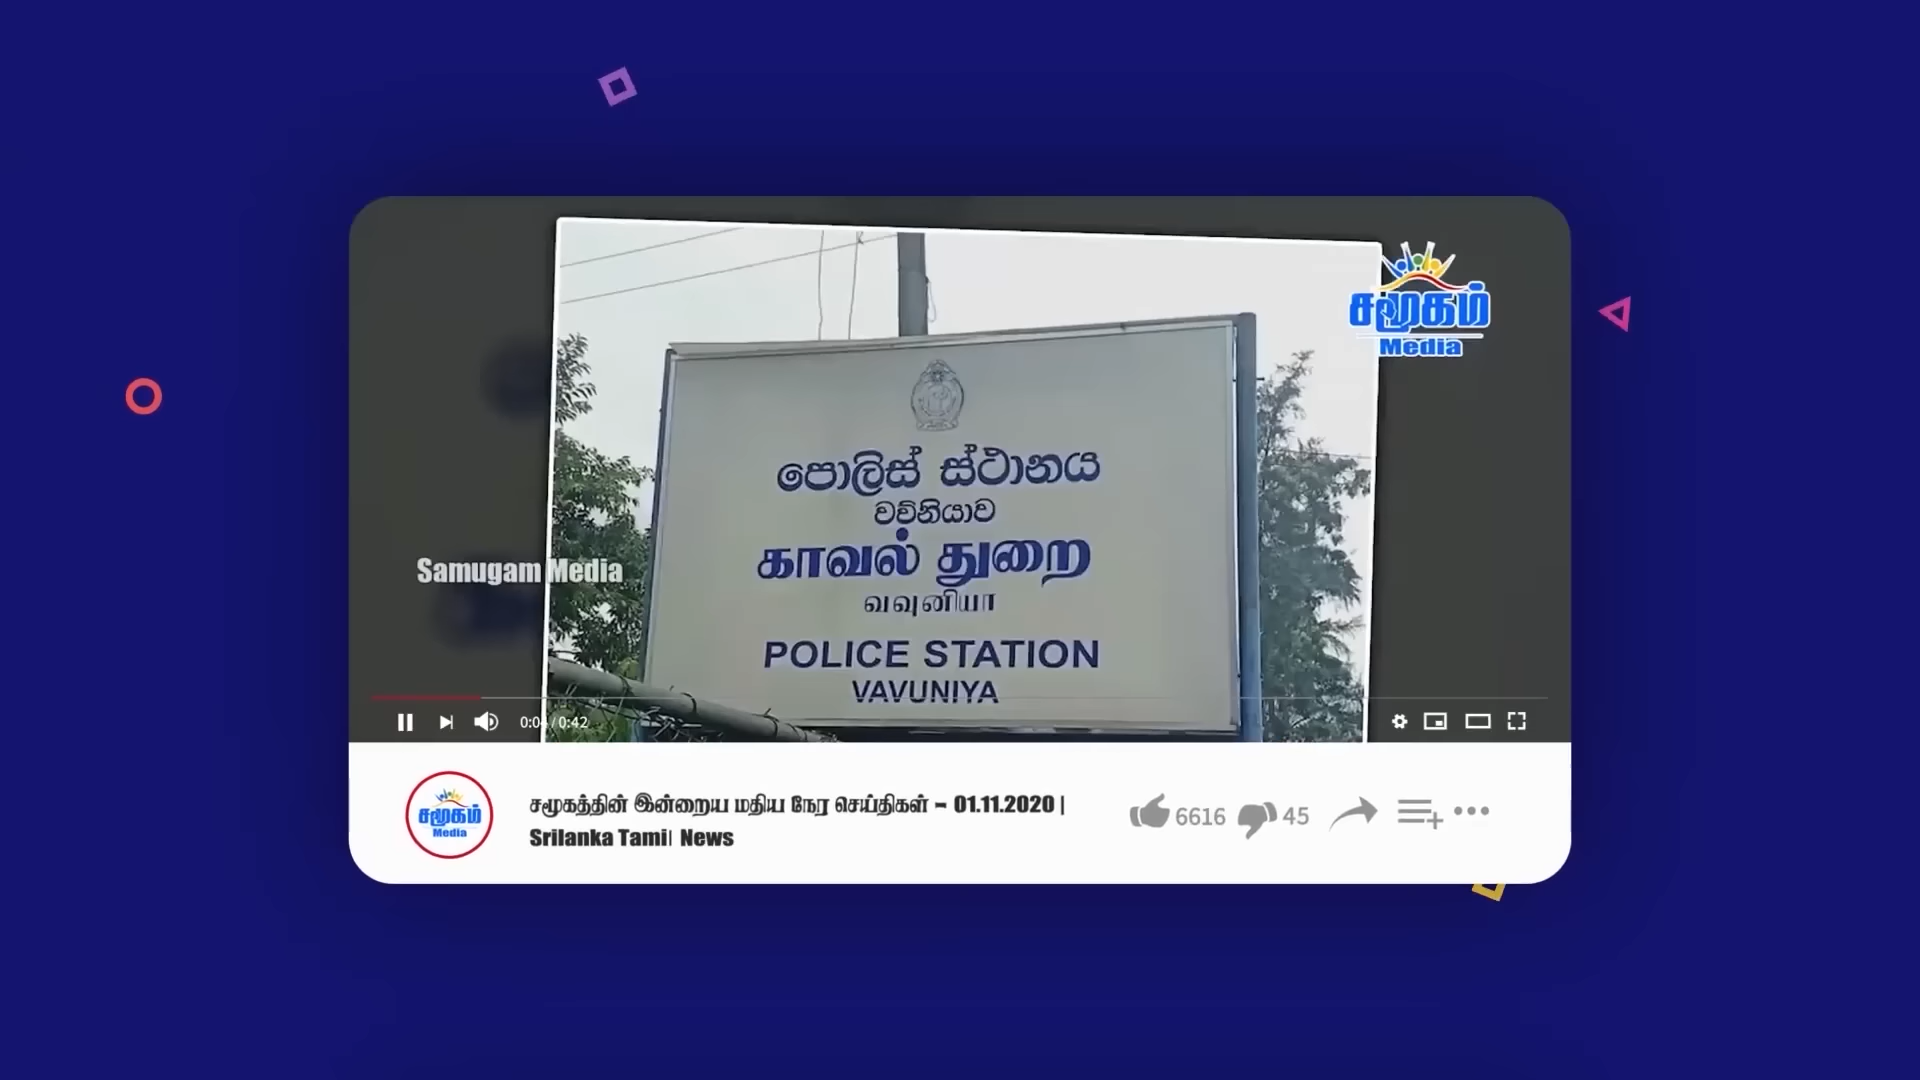 சமூகம்
Media
පොලිස් ස්ථානය
වව්නියාව
காவல் துறை
வவுனியா
POLICE STATION
VAVUNIYA
Samugam Media
0:04 / 0:42
சமூகம்
Media
சமூகத்தின் இன்றைய மதிய நேர செய்திகள் – 01.11.2020 |
Srilanka Tamil News
6616
45